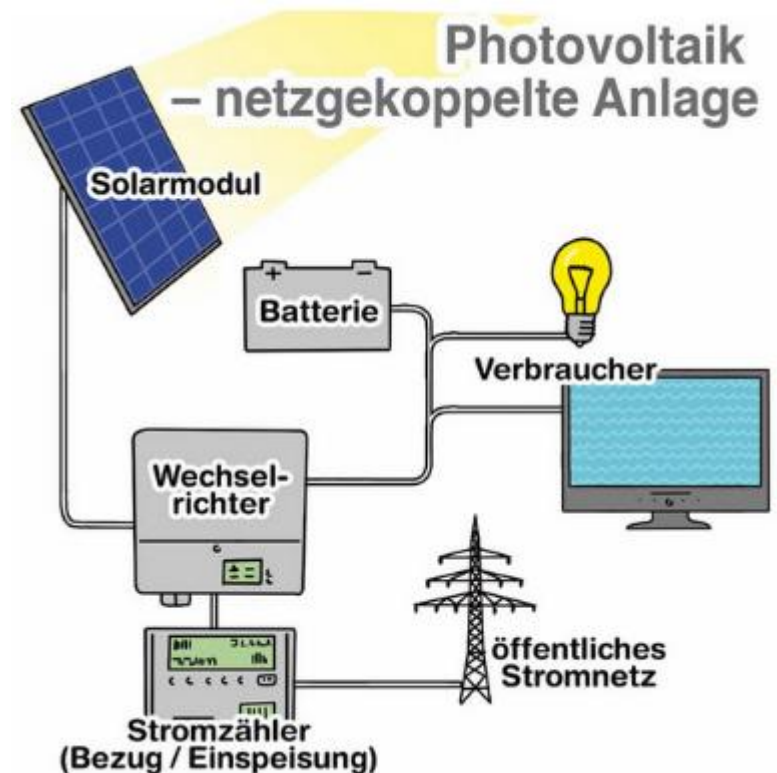 Photovoltaik
– netzgekoppelte Anlage
Solarmodul
+ –
Batterie
Verbraucher
Wechsel-
richter
öffentliches
Stromnetz
Stromzähler
(Bezug / Einspeisung)